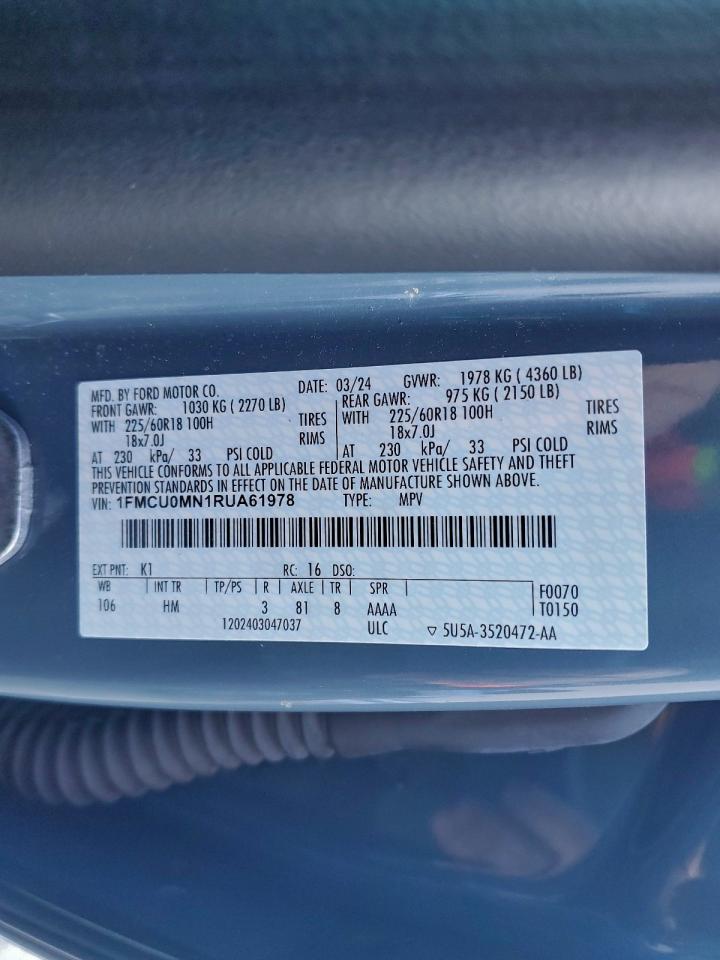 MFD. BY FORD MOTOR CO. DATE: 03/24 GVWR: 1978 KG ( 4360 LB)
FRONT GAWR: 1030 KG ( 2270 LB) REAR GAWR: 975 KG ( 2150 LB)
WITH 225/60R18 100H TIRES WITH 225/60R18 100H TIRES
18x7.0J RIMS 18x7.0J RIMS
AT 230 kPa/ 33 PSI COLD AT 230 kPa/ 33 PSI COLD
THIS VEHICLE CONFORMS TO ALL APPLICABLE FEDERAL MOTOR VEHICLE SAFETY AND THEFT
PREVENTION STANDARDS IN EFFECT ON THE DATE OF MANUFACTURE SHOWN ABOVE.
VIN: 1FMCU0MN1RUA61978 TYPE: MPV
EXT PNT: K1 RC: 16 DSO:
WB INT TR TP/PS R AXLE TR SPR F0070
106 HM 3 81 8 AAAA T0150
1202403047037 ULC ▽ 5U5A-3520472-AA